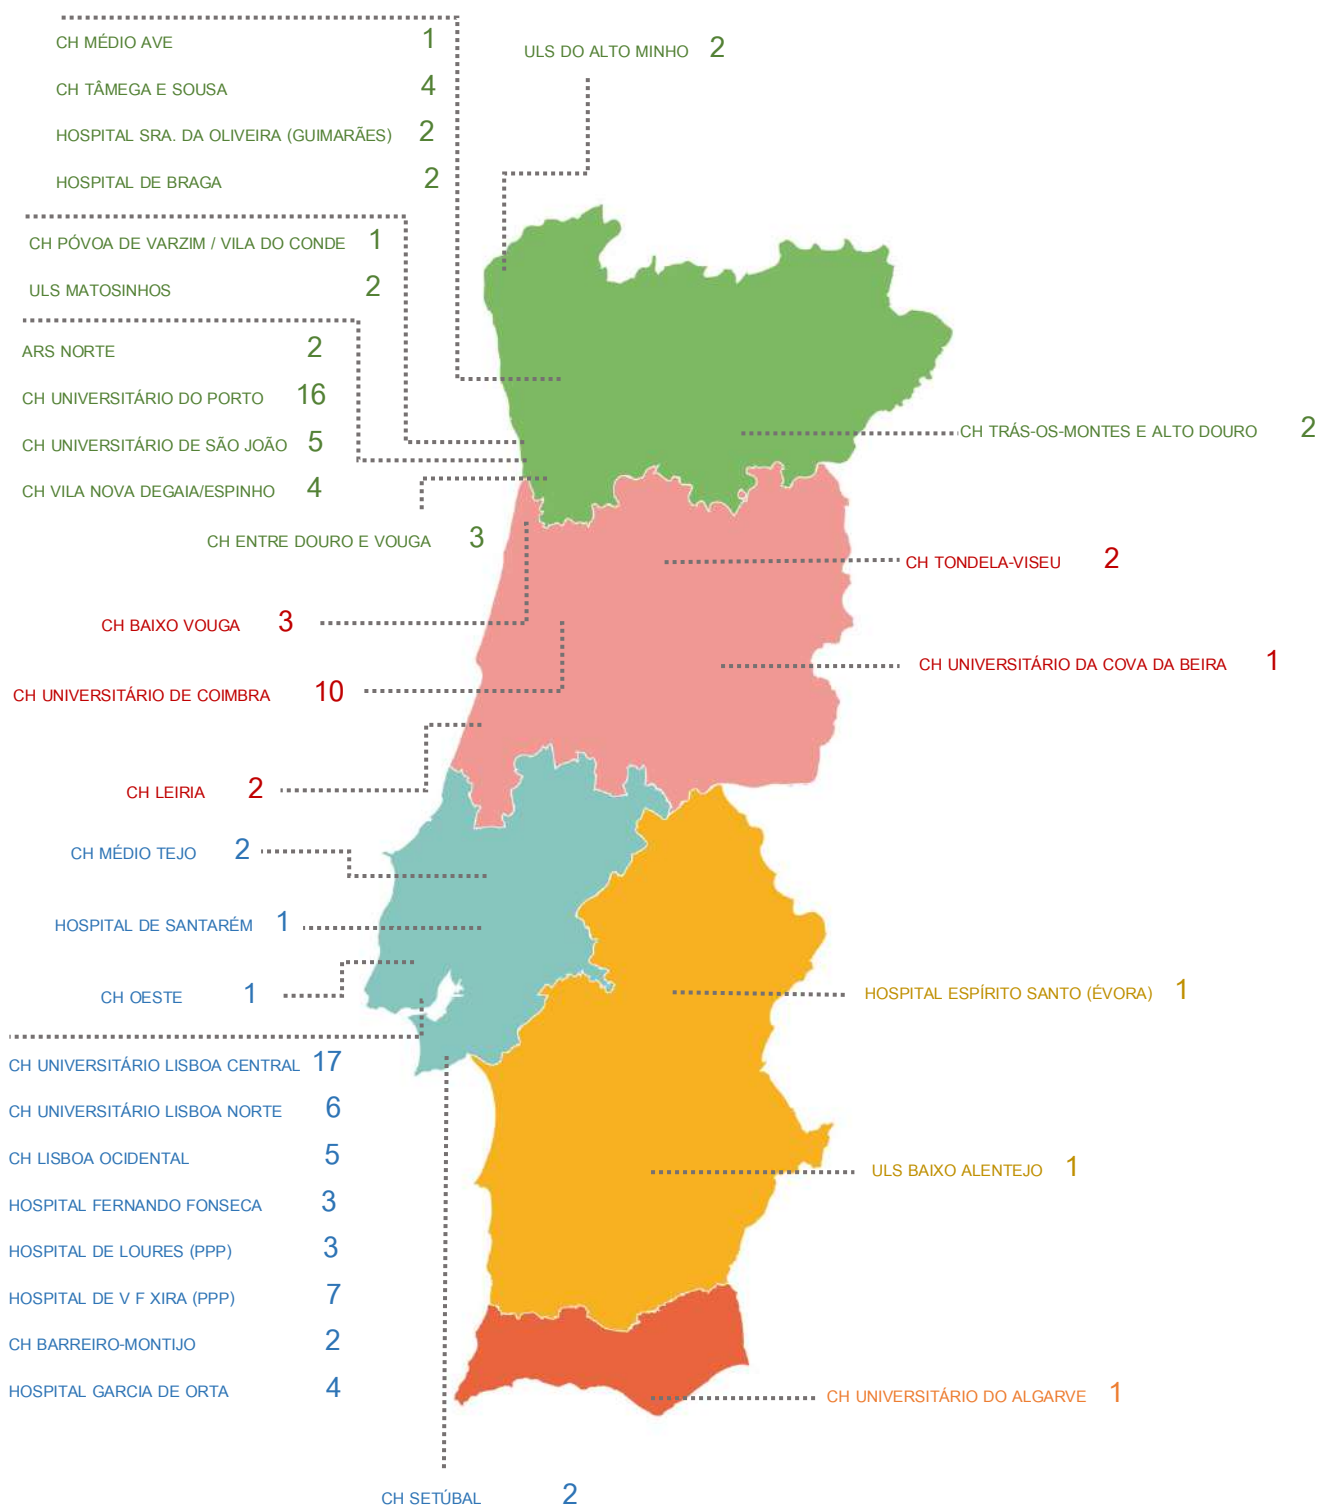 CH MÉDIO AVE 1
CH TÂMEGA E SOUSA 4
HOSPITAL SRA. DA OLIVEIRA (GUIMARÃES) 2
HOSPITAL DE BRAGA 2
ULS DO ALTO MINHO 2
CH PÓVOA DE VARZIM / VILA DO CONDE 1
ULS MATOSINHOS 2
ARS NORTE 2
CH UNIVERSITÁRIO DO PORTO 16
CH UNIVERSITÁRIO DE SÃO JOÃO 5
CH VILA NOVA DEGAIA/ESPINHO 4
CH TRÁS-OS-MONTES E ALTO DOURO 2
CH ENTRE DOURO E VOUGA 3
CH TONDELA-VISEU 2
CH BAIXO VOUGA 3
CH UNIVERSITÁRIO DA COVA DA BEIRA 1
CH UNIVERSITÁRIO DE COIMBRA 10
CH LEIRIA 2
CH MÉDIO TEJO 2
HOSPITAL DE SANTARÉM 1
CH OESTE 1
HOSPITAL ESPÍRITO SANTO (ÉVORA) 1
CH UNIVERSITÁRIO LISBOA CENTRAL 17
CH UNIVERSITÁRIO LISBOA NORTE 6
CH LISBOA OCIDENTAL 5
HOSPITAL FERNANDO FONSECA 3
HOSPITAL DE LOURES (PPP) 3
HOSPITAL DE V F XIRA (PPP) 7
CH BARREIRO-MONTIJO 2
HOSPITAL GARCIA DE ORTA 4
ULS BAIXO ALENTEJO 1
CH UNIVERSITÁRIO DO ALGARVE 1
CH SETÚBAL 2